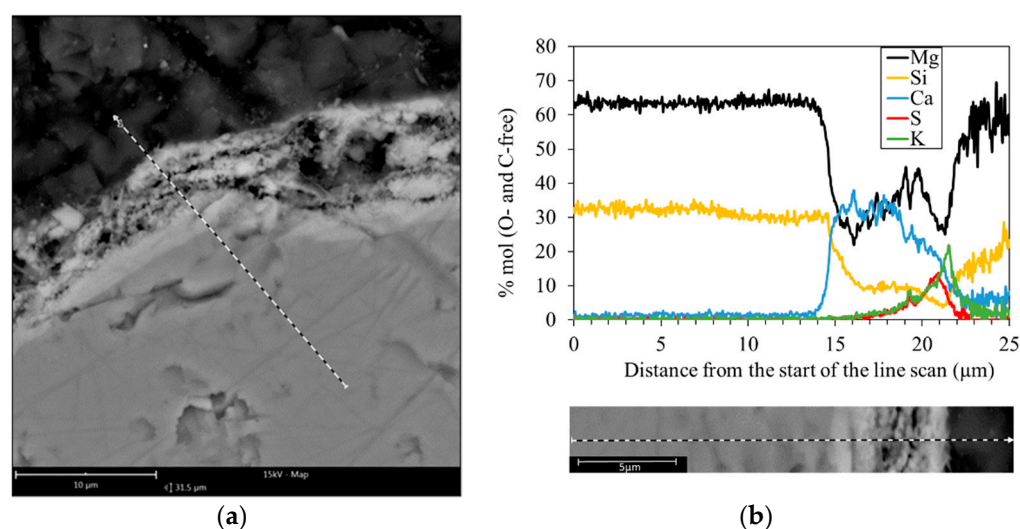 10 µm
31.5 µm
15kV - Map
(a)
80
70
60
50
40
30
20
10
0
% mol (O- and C-free)
Mg
Si
Ca
S
K
0 5 10 15 20 25
Distance from the start of the line scan (µm)
5µm
(b)